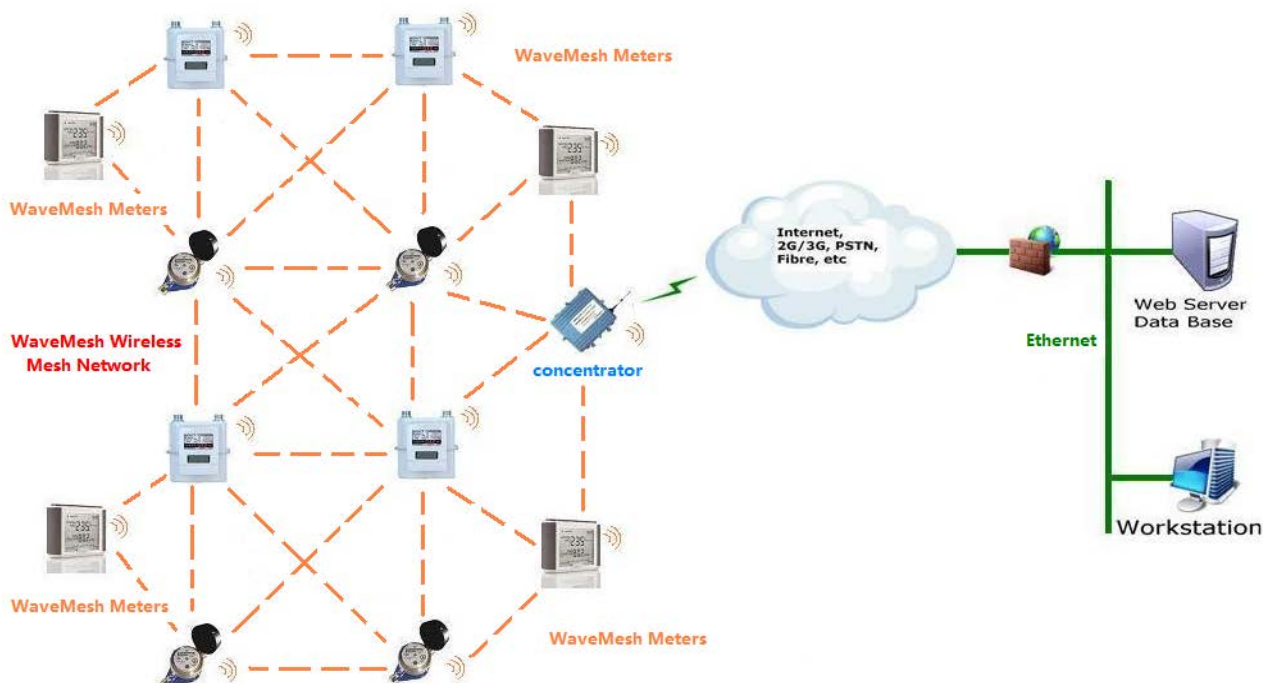 WaveMesh Meters
WaveMesh Meters
Internet,
2G/3G, PSTN,
Fibre, etc
Web Server
Data Base
WaveMesh Wireless
Mesh Network
concentrator
Ethernet
Workstation
WaveMesh Meters
WaveMesh Meters